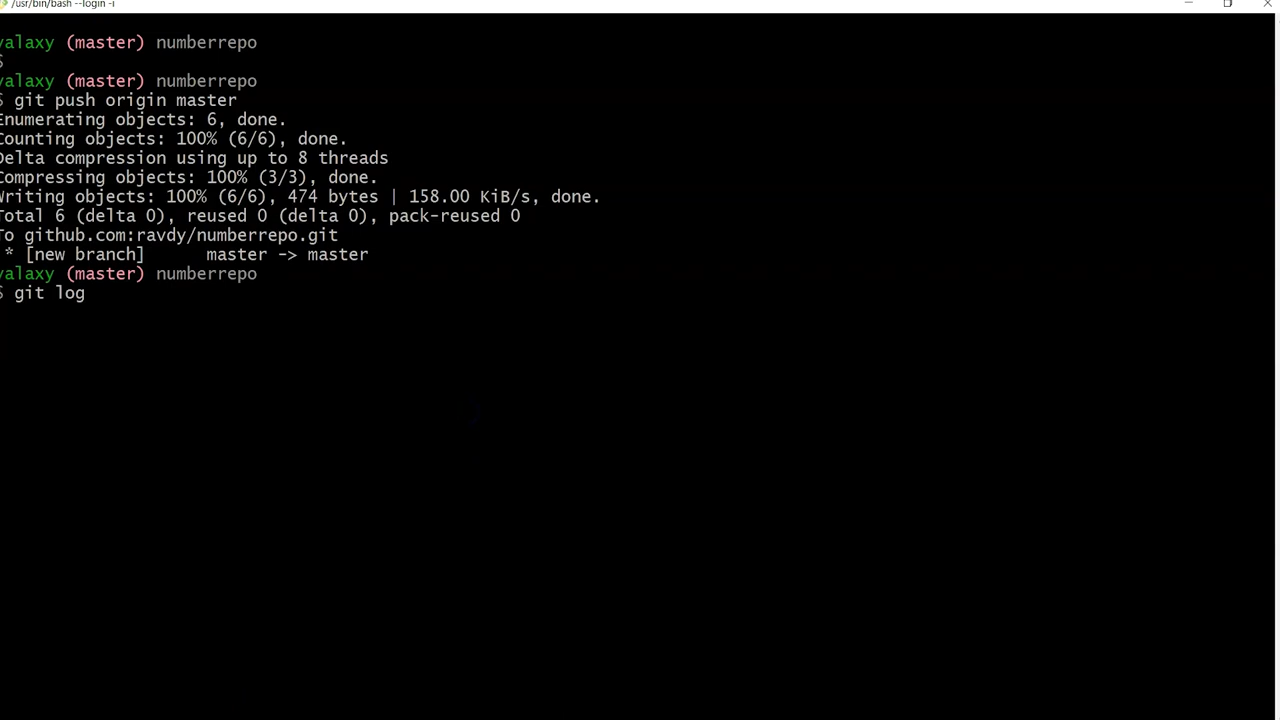 /usr/bin/bash --login -i
valaxy (master) numberrepo
$
valaxy (master) numberrepo
$ git push origin master
Enumerating objects: 6, done.
Counting objects: 100% (6/6), done.
Delta compression using up to 8 threads
Compressing objects: 100% (3/3), done.
Writing objects: 100% (6/6), 474 bytes | 158.00 KiB/s, done.
Total 6 (delta 0), reused 0 (delta 0), pack-reused 0
To github.com:ravdy/numberrepo.git
* [new branch] master -> master
valaxy (master) numberrepo
$ git log